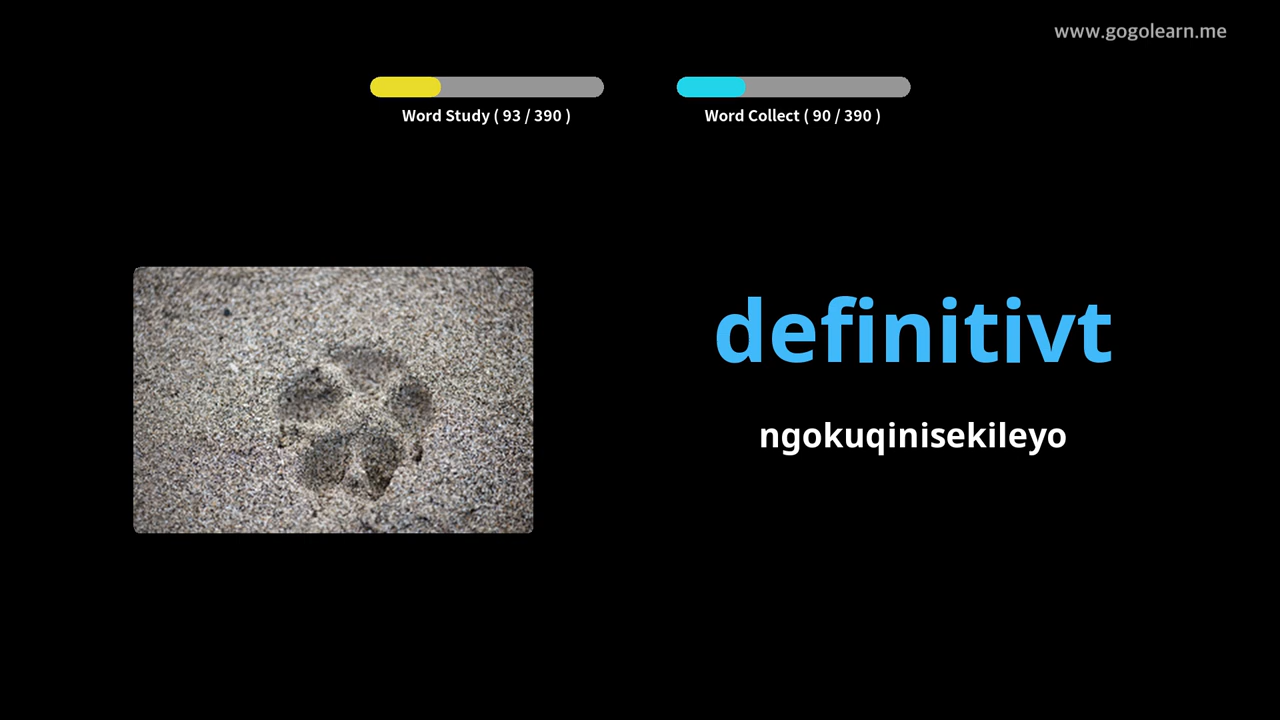 www.gogolearn.me
Word Study ( 93 / 390 )
Word Collect ( 90 / 390 )
definitivt
ngokuqinisekileyo